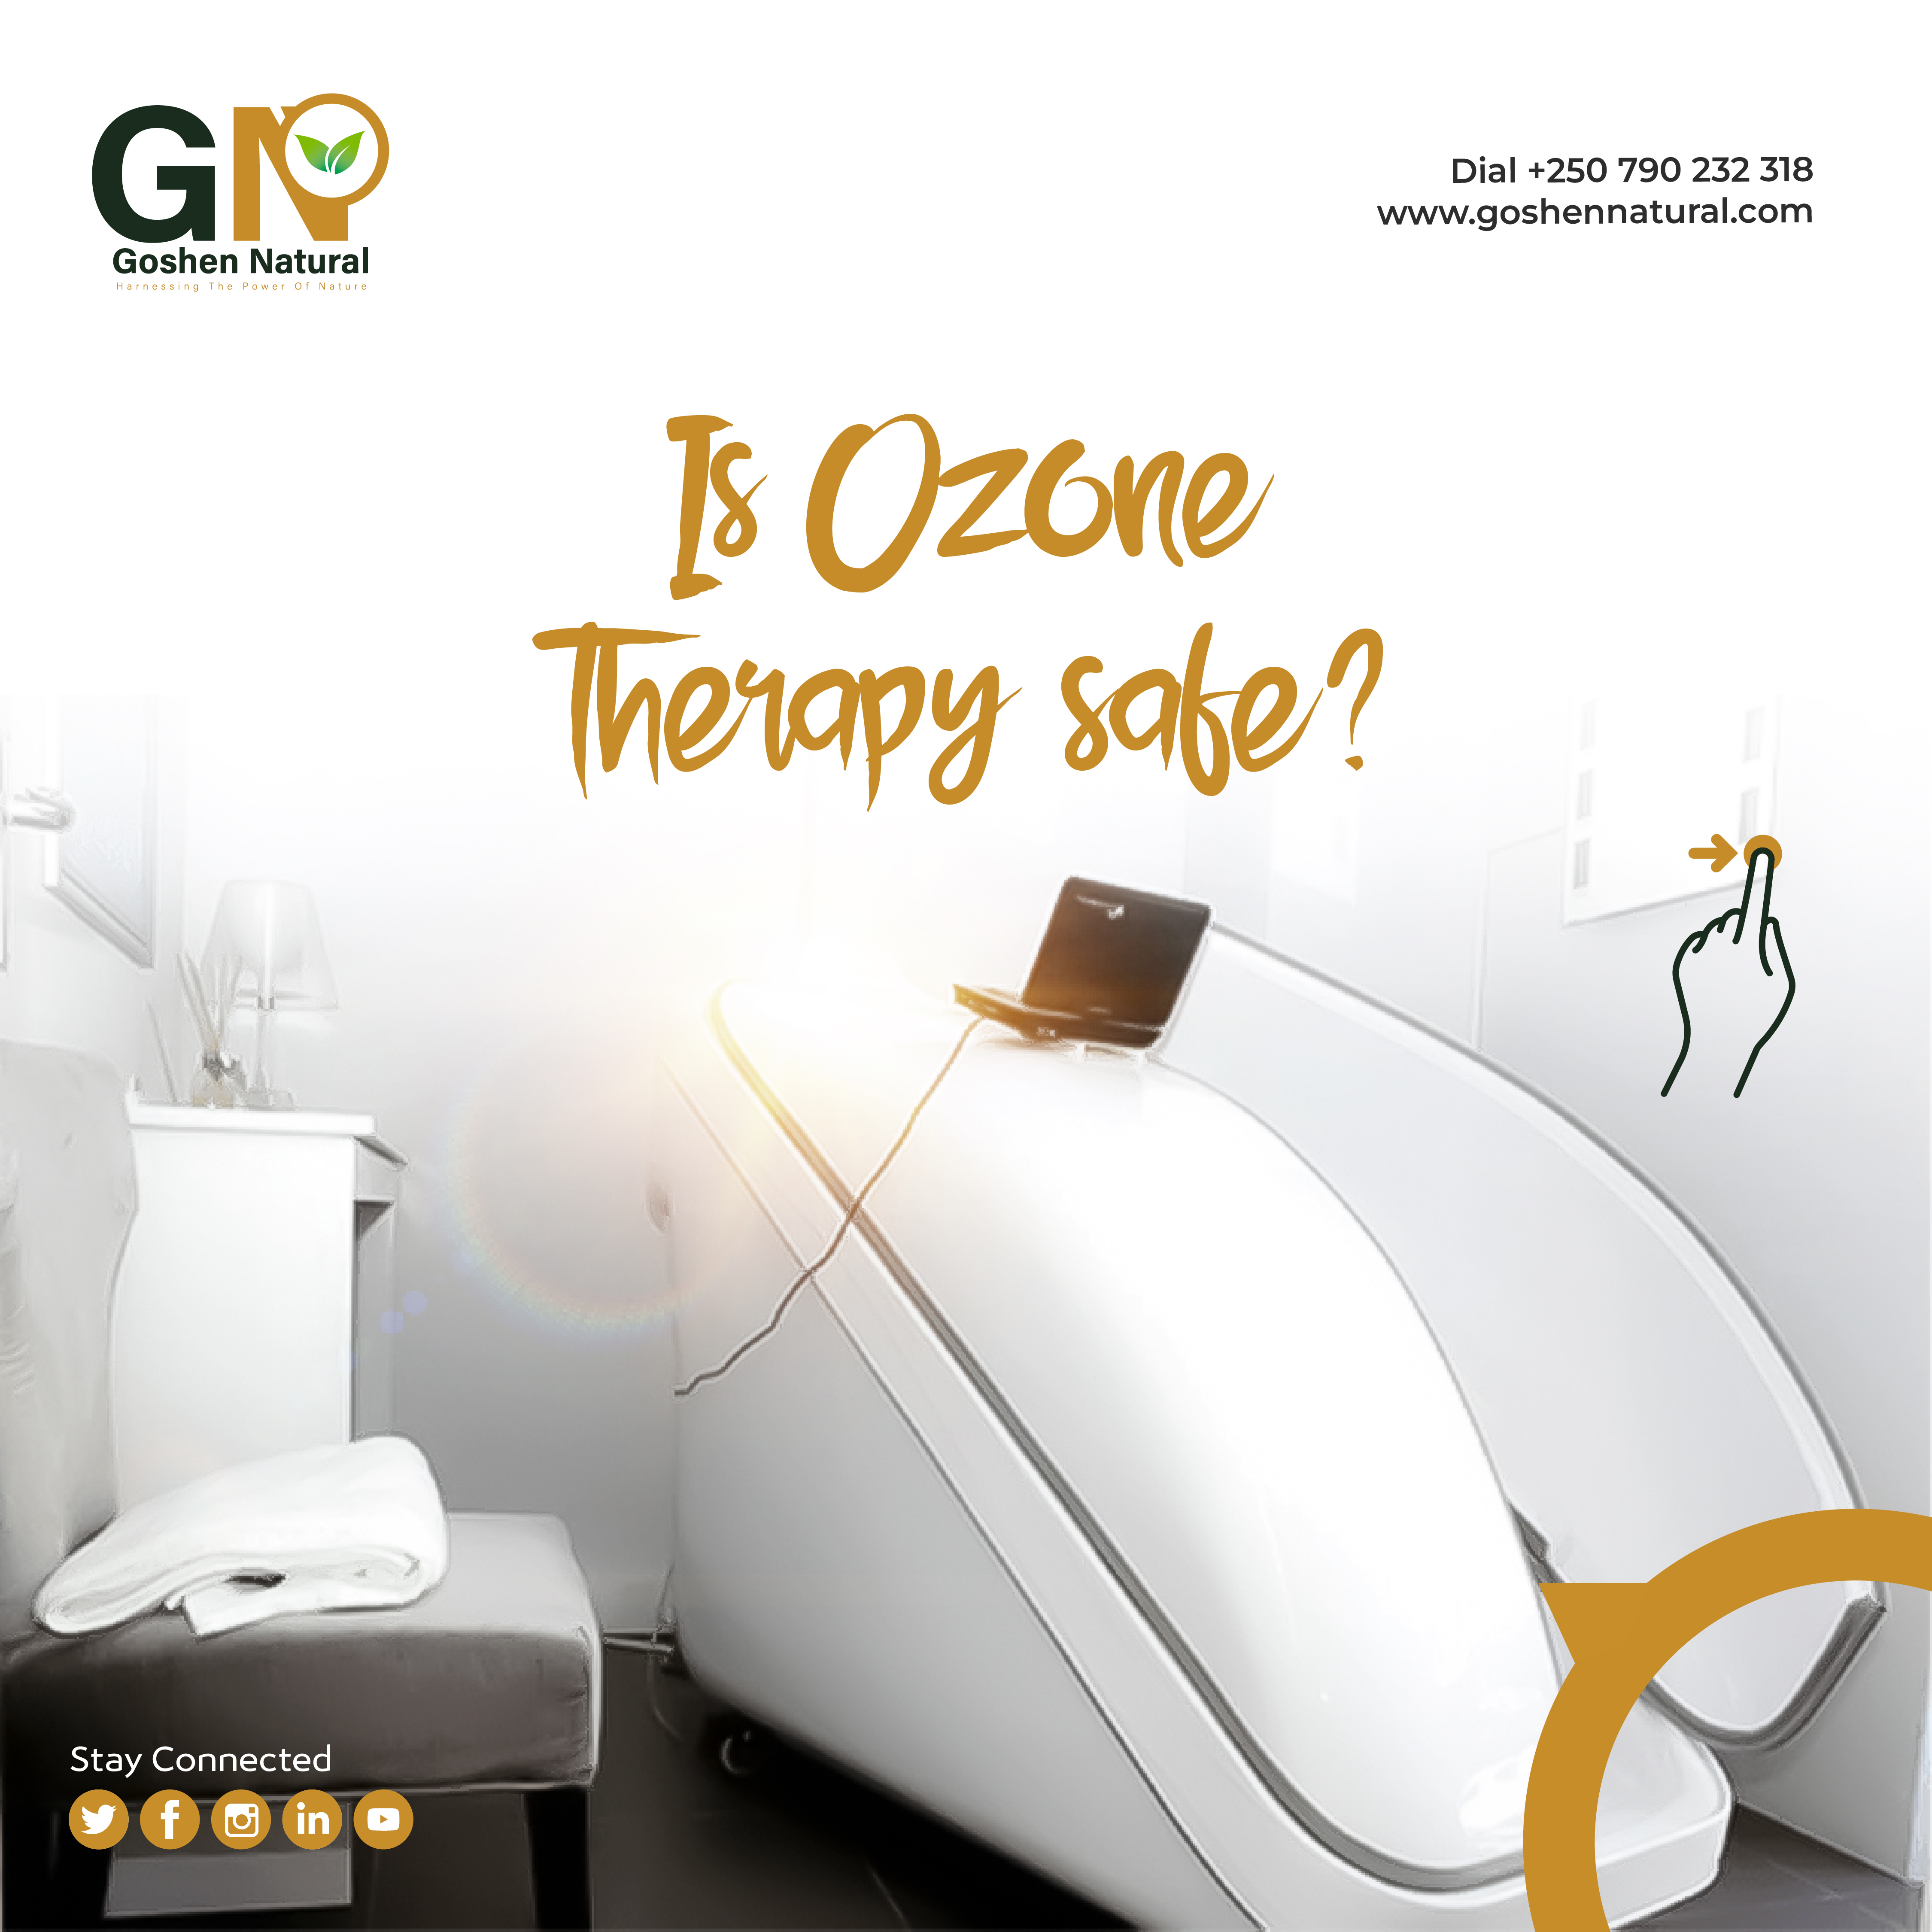 GN
Goshen Natural
Harnessing The Power Of Nature
Dial +250 790 232 318
www.goshennatural.com
Is Ozone
Therapy safe?
Stay Connected